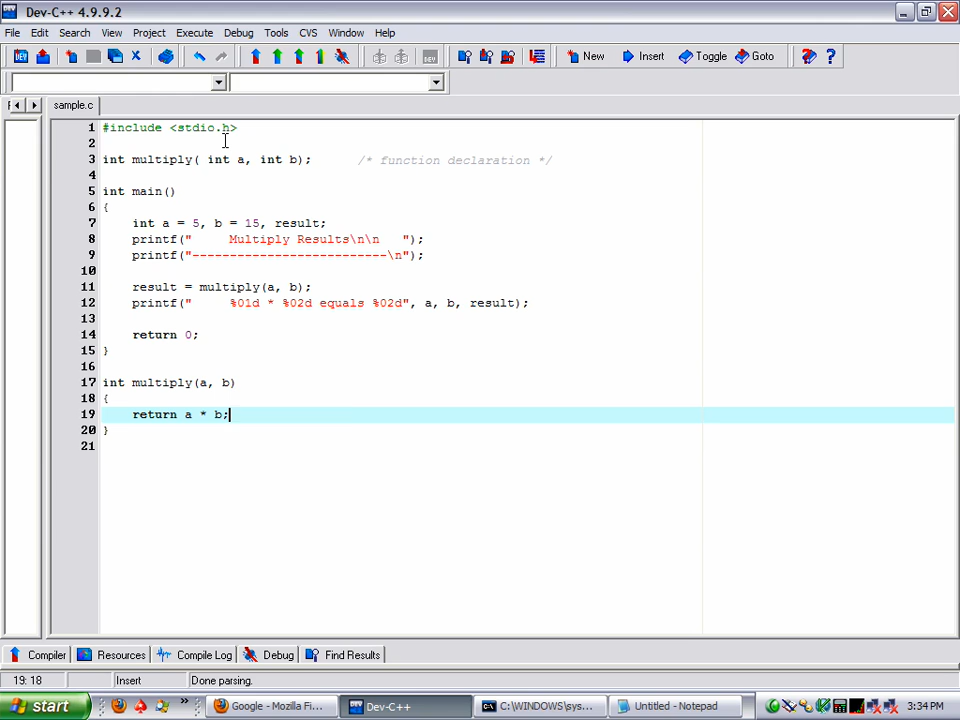 Dev-C++ 4.9.9.2
File Edit Search View Project Execute Debug Tools CVS Window Help
New Insert Toggle Goto
sample.c
1 #include <stdio.h>
2
3 int multiply( int a, int b);      /* function declaration */
4
5 int main()
6 {
7     int a = 5, b = 15, result;
8     printf("     Multiply Results\n\n   ");
9     printf("--------------------------\n");
10
11     result = multiply(a, b);
12     printf("     %01d * %02d equals %02d", a, b, result);
13
14     return 0;
15 }
16
17 int multiply(a, b)
18 {
19     return a * b;
20 }
21
Compiler Resources Compile Log Debug Find Results
19: 18 Insert Done parsing.
start Google - Mozilla Fi... Dev-C++ C:\WINDOWS\sys... Untitled - Notepad 3:34 PM